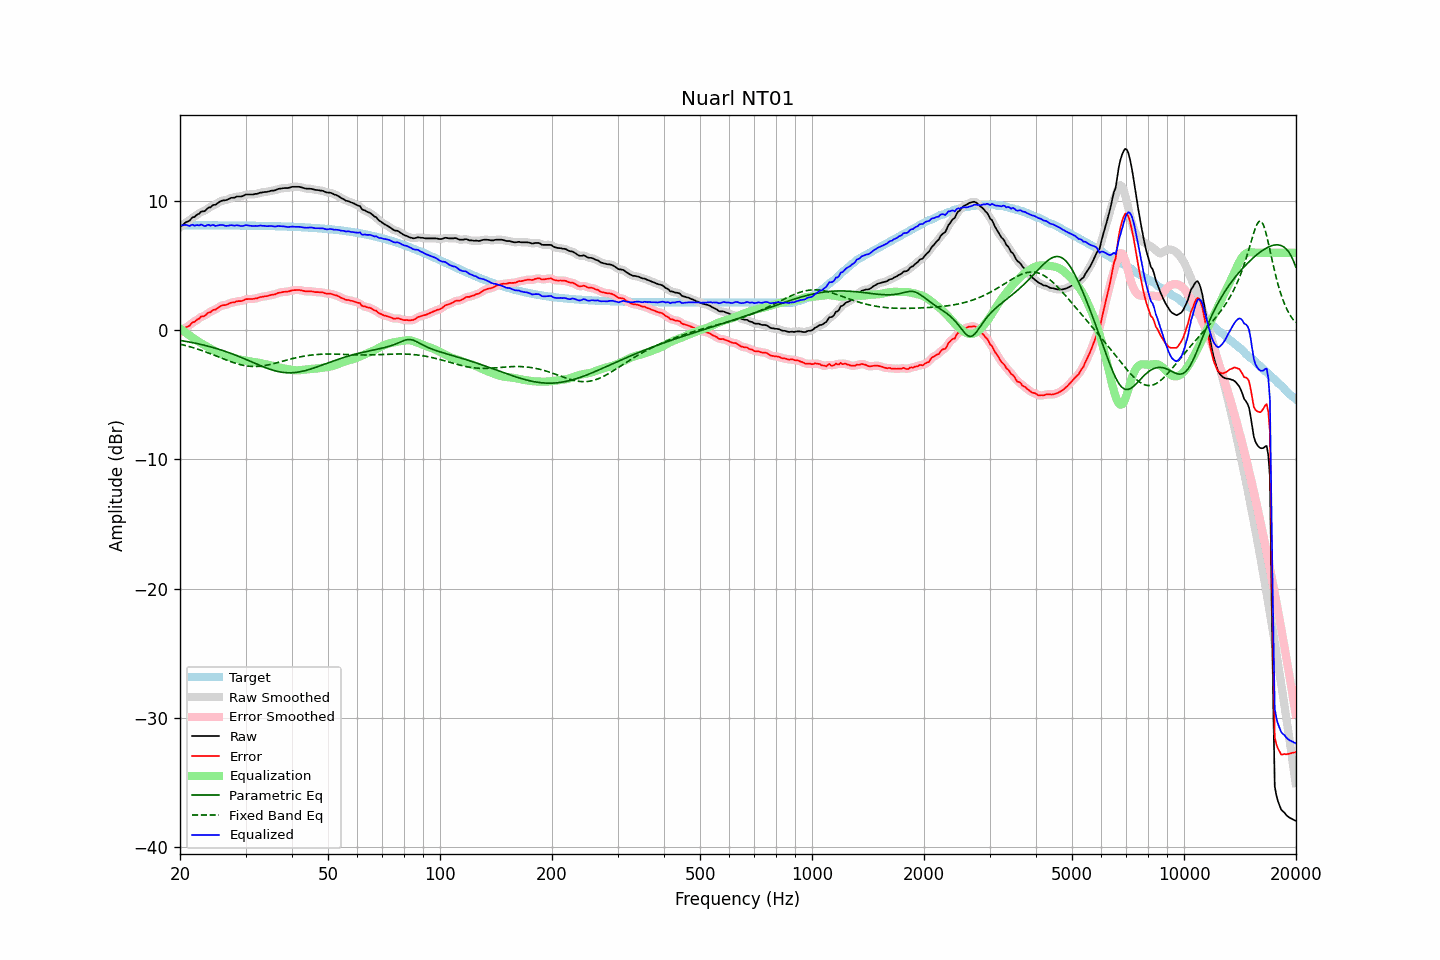 Nuarl NT01
10
0
−10
−20
−30
−40
Amplitude (dBr)
Target
Raw Smoothed
Error Smoothed
Raw
Error
Equalization
Parametric Eq
Fixed Band Eq
Equalized
20 50 100 200 500 1000 2000 5000 10000 20000
Frequency (Hz)